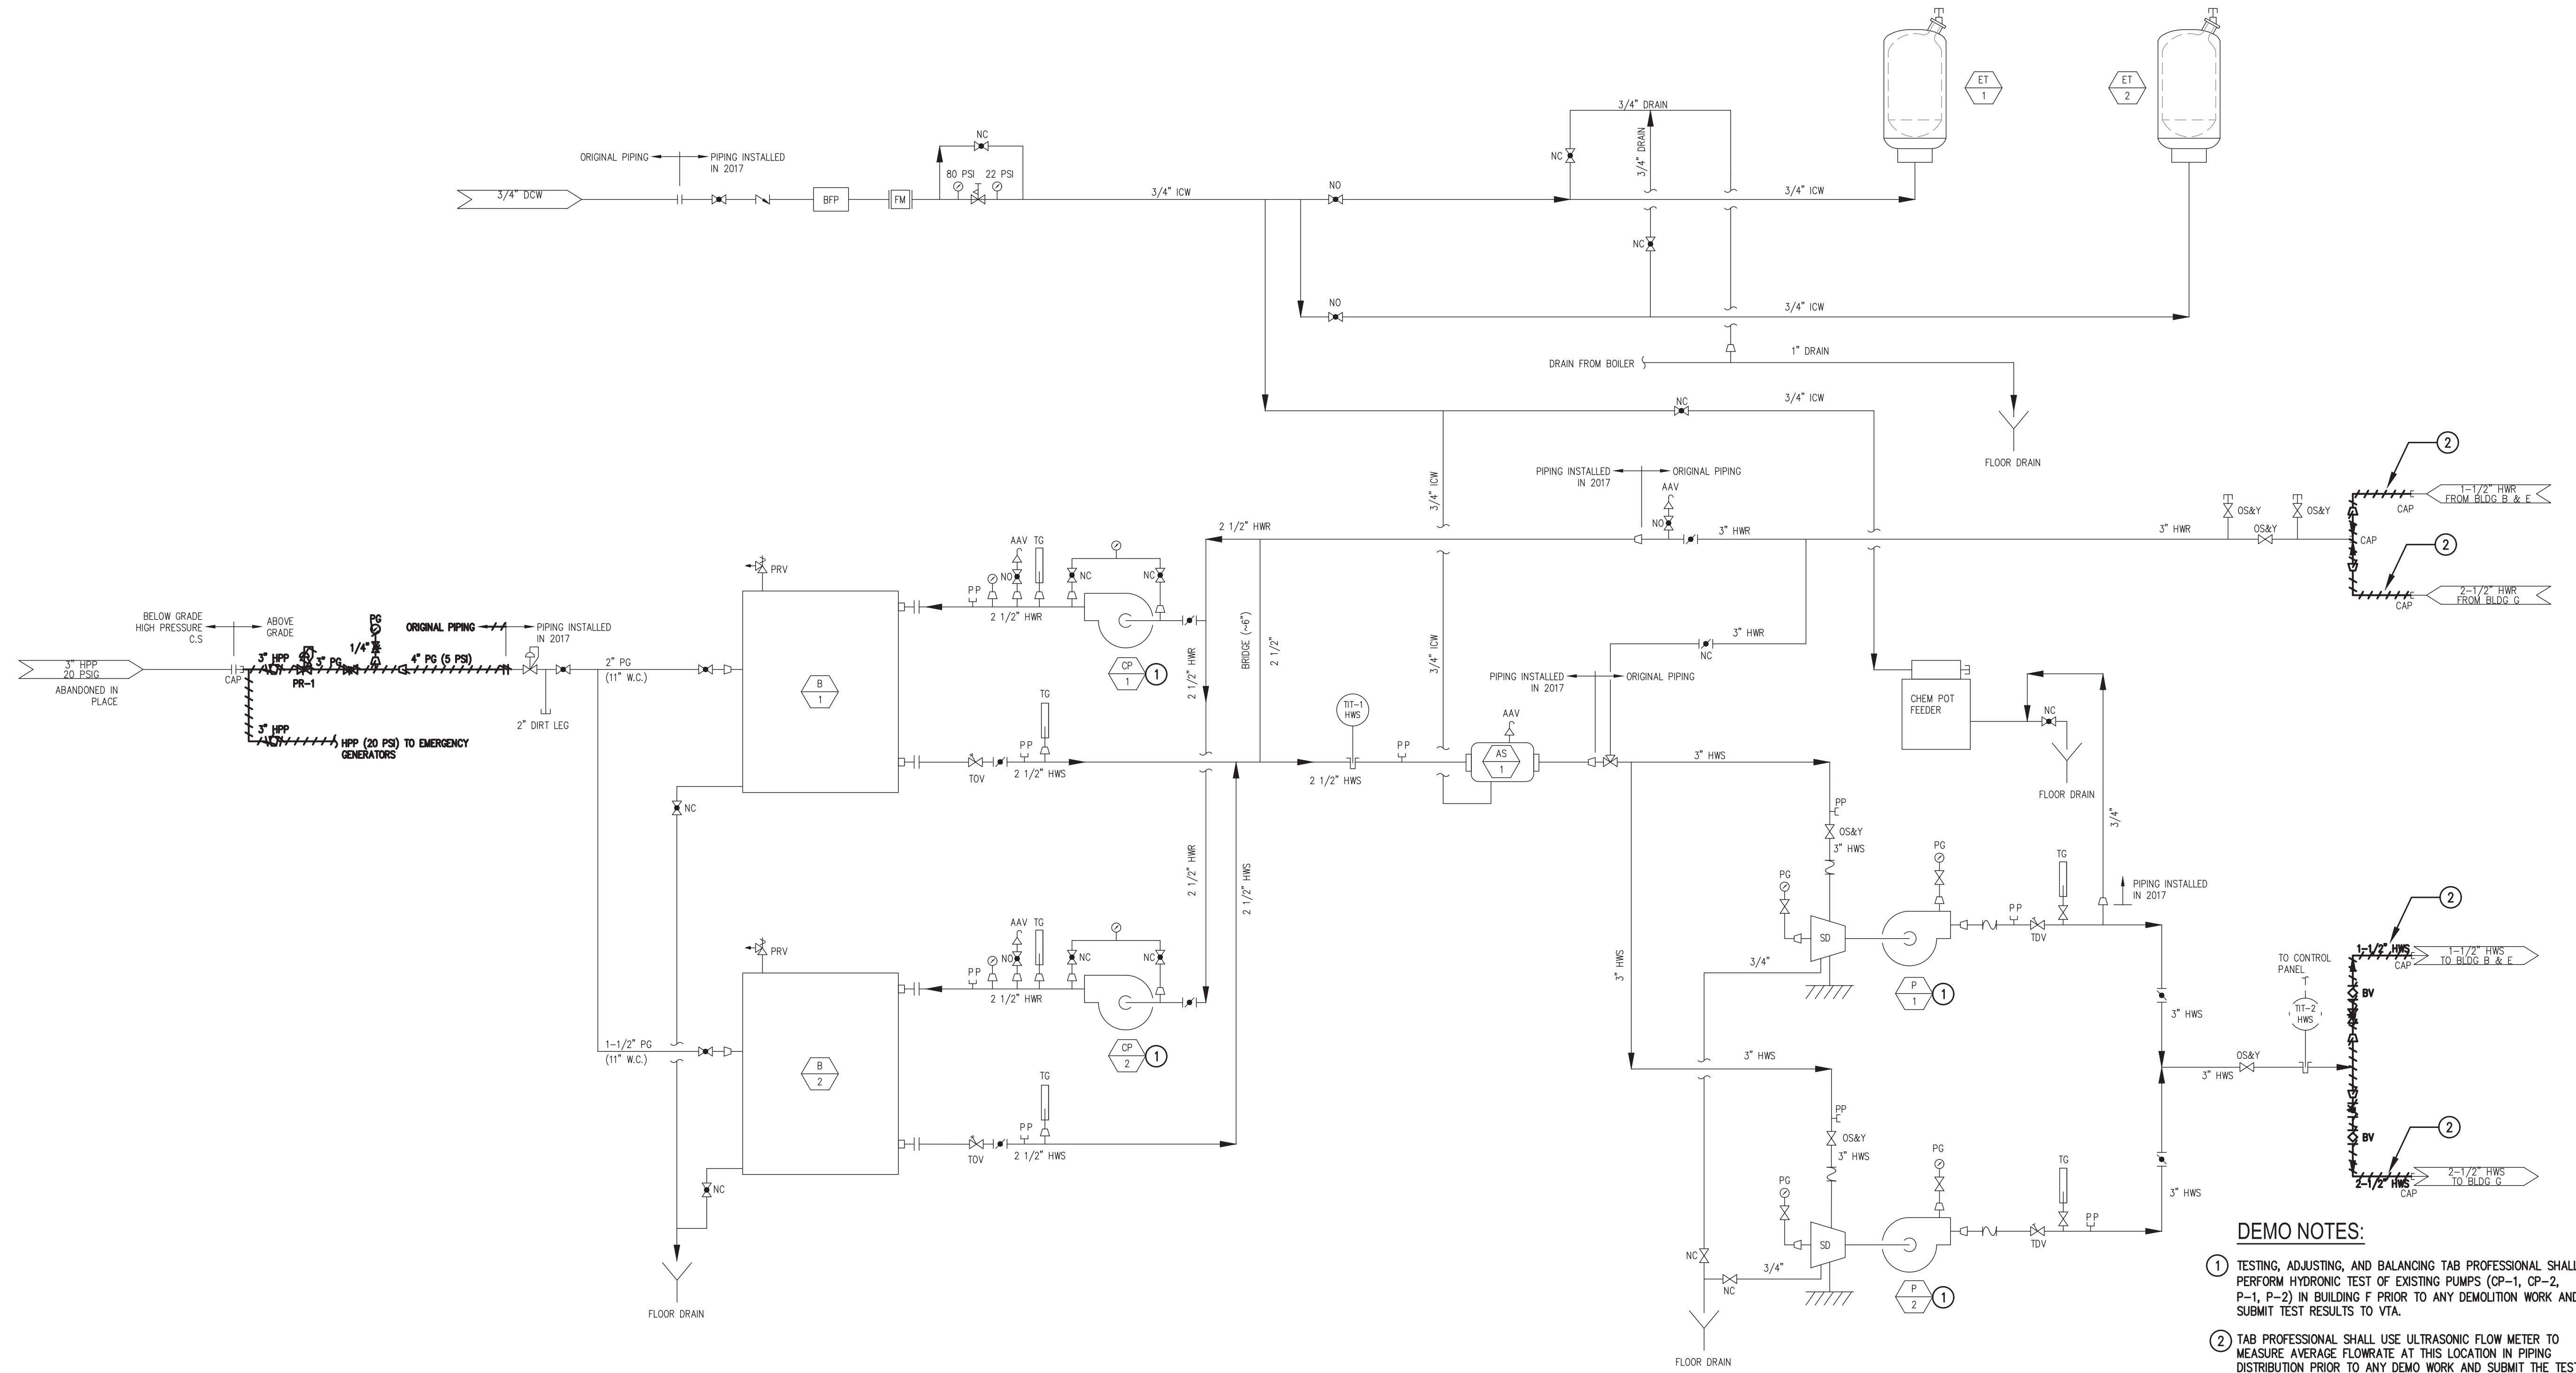 ET
1
ET
2
3/4" DRAIN
3/4" DRAIN
NC
ORIGINAL PIPING
PIPING INSTALLED
IN 2017
NC
80 PSI
22 PSI
3/4" DCW
BFP
FM
3/4" ICW
NO
3/4" ICW
NC
NO
3/4" ICW
DRAIN FROM BOILER
1" DRAIN
FLOOR DRAIN
NC
3/4" ICW
3/4" ICW
3/4" ICW
PIPING INSTALLED
IN 2017
ORIGINAL PIPING
AAV
NO
2 1/2" HWR
3" HWR
3" HWR
OS&Y
OS&Y
OS&Y
2
1-1/2" HWR
FROM BLDG B & E
CAP
CAP
2
2-1/2" HWR
FROM BLDG G
CAP
BELOW GRADE
HIGH PRESSURE
C.S
ABOVE
GRADE
PG
1/4"
ORIGINAL PIPING
PIPING INSTALLED
IN 2017
3" HPP
20 PSIG
ABANDONED IN
PLACE
CAP
3" HPP
3" PG
4" PG (5 PSI)
PR-1
3" HPP
HPP (20 PSI) TO EMERGENCY
GENERATORS
2" DIRT LEG
2" PG
(11" W.C.)
PRV
B
1
PP
NO
AAV
TG
NC
NC
2 1/2" HWR
CP
1
1
2 1/2" HWR
BRIDGE (~6")
2 1/2"
TG
TOV
PP
2 1/2" HWS
NC
TIT-1
HWS
PP
2 1/2" HWS
AAV
AS
1
PIPING INSTALLED
IN 2017
ORIGINAL PIPING
NC
3" HWR
3" HWS
CHEM POT
FEEDER
NC
FLOOR DRAIN
3/4"
2 1/2" HWR
2 1/2" HWS
PRV
B
2
PP
NO
AAV
TG
NC
NC
2 1/2" HWR
CP
2
1
1-1/2" PG
(11" W.C.)
TG
TOV
PP
2 1/2" HWS
NC
FLOOR DRAIN
PP
OS&Y
3" HWS
PG
SD
3/4"
PG
P
1
1
PP
TDV
TG
PIPING INSTALLED
IN 2017
3" HWS
3" HWS
3" HWS
PP
OS&Y
3" HWS
PG
SD
3/4"
NC
NC
FLOOR DRAIN
PG
P
2
1
TDV
TG
PP
3" HWS
3" HWS
OS&Y
TO CONTROL
PANEL
TIT-2
HWS
2
1-1/2" HWS
1-1/2" HWS
TO BLDG B & E
CAP
BV
BV
2
2-1/2" HWS
2-1/2" HWS
TO BLDG G
CAP
DEMO NOTES:
1 TESTING, ADJUSTING, AND BALANCING TAB PROFESSIONAL SHALL
PERFORM HYDRONIC TEST OF EXISTING PUMPS (CP-1, CP-2,
P-1, P-2) IN BUILDING F PRIOR TO ANY DEMOLITION WORK AND
SUBMIT TEST RESULTS TO VTA.
2 TAB PROFESSIONAL SHALL USE ULTRASONIC FLOW METER TO
MEASURE AVERAGE FLOWRATE AT THIS LOCATION IN PIPING
DISTRIBUTION PRIOR TO ANY DEMO WORK AND SUBMIT THE TEST